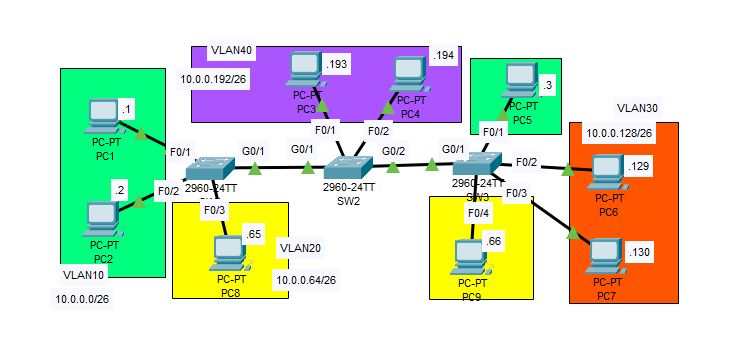 VLAN40
10.0.0.192/26
.193
PC-PT
PC3
.194
PC-PT
PC4
.3
PC-PT
PC5
VLAN30
10.0.0.128/26
.1
PC-PT
PC1
F0/1
F0/2
F0/1
F0/1
G0/1
G0/1
G0/2
G0/1
F0/2
.129
PC-PT
PC6
2960-24TT
2960-24TT
SW2
2960-24TT
SW3
F0/3
.2
F0/2
PC-PT
PC2
VLAN10
10.0.0.0/26
F0/3
.65
PC-PT
PC8
VLAN20
10.0.0.64/26
F0/4
.66
PC-PT
PC9
.130
PC-PT
PC7